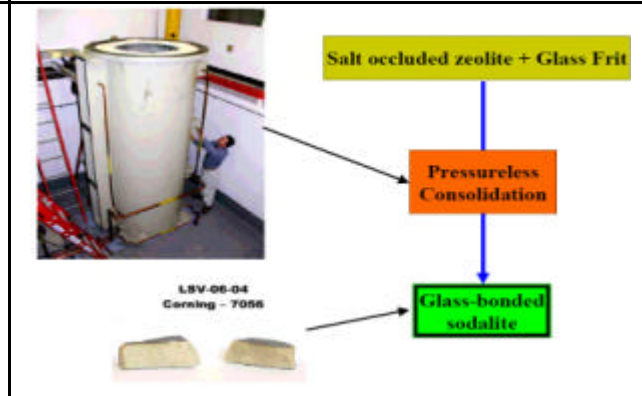 Salt occluded zeolite + Glass Frit
Pressureless
Consolidation
LSV-06-04
Corning – 7056
Glass-bonded
sodalite